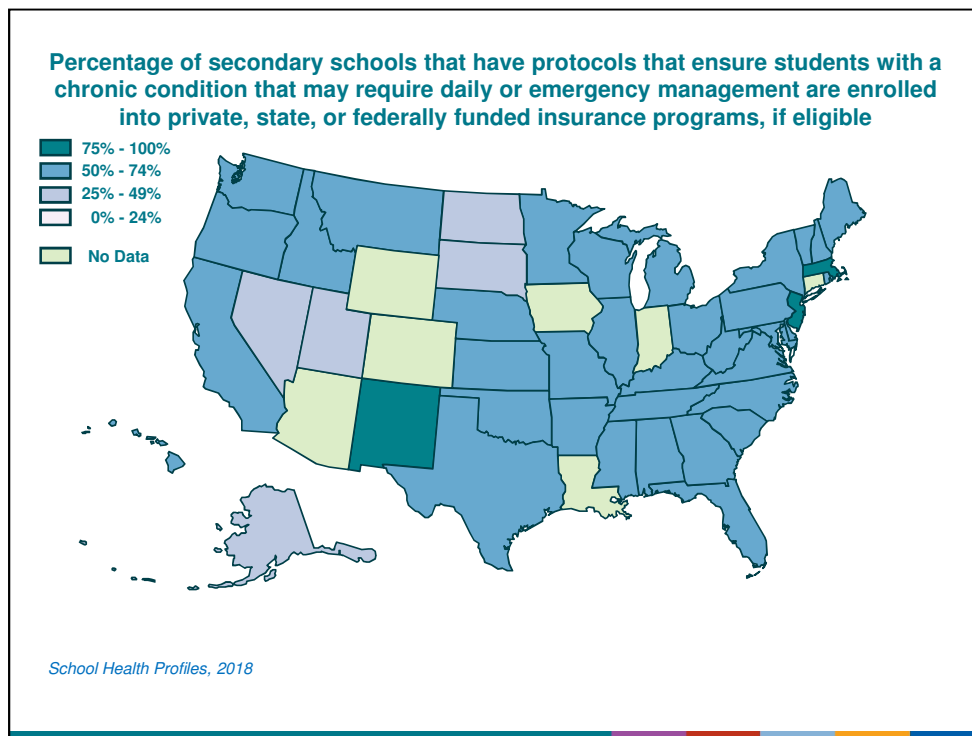 Percentage of secondary schools that have protocols that ensure students with a
chronic condition that may require daily or emergency management are enrolled
into private, state, or federally funded insurance programs, if eligible
75% - 100%
50% - 74%
25% - 49%
0% - 24%
No Data
School Health Profiles, 2018